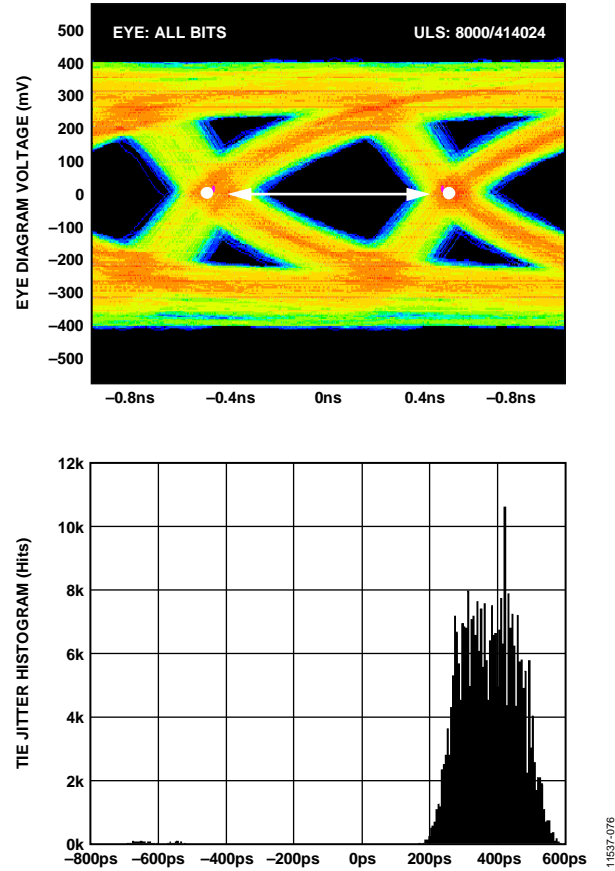 EYE: ALL BITS
ULS: 8000/414024
EYE DIAGRAM VOLTAGE (mV)
500
400
300
200
100
0
–100
–200
–300
–400
–500
–0.8ns
–0.4ns
0ns
0.4ns
–0.8ns
TIE JITTER HISTOGRAM (Hits)
12k
10k
8k
6k
4k
2k
0k
–800ps
–600ps
–400ps
–200ps
0ps
200ps
400ps
600ps
11537-076